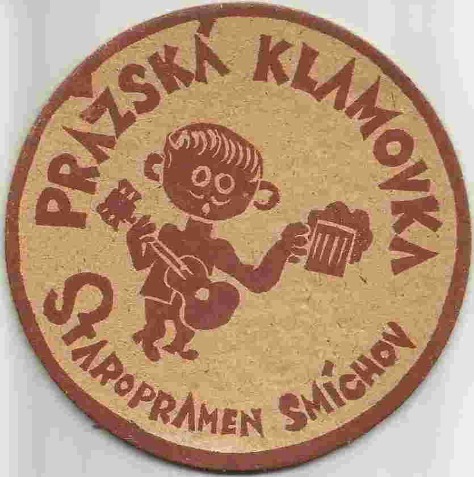 PRAŽSKÁ KLAMOVKA
STAROPRAMEN SMÍCHOV